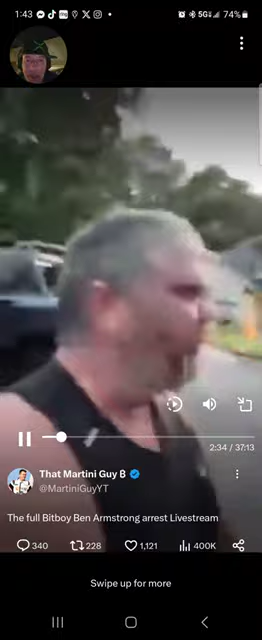 1:43
5G
74%
2:34 / 37:13
That Martini Guy B
@MartiniGuyYT
The full Bitboy Ben Armstrong arrest Livestream
340 228 1,121 400K
Swipe up for more